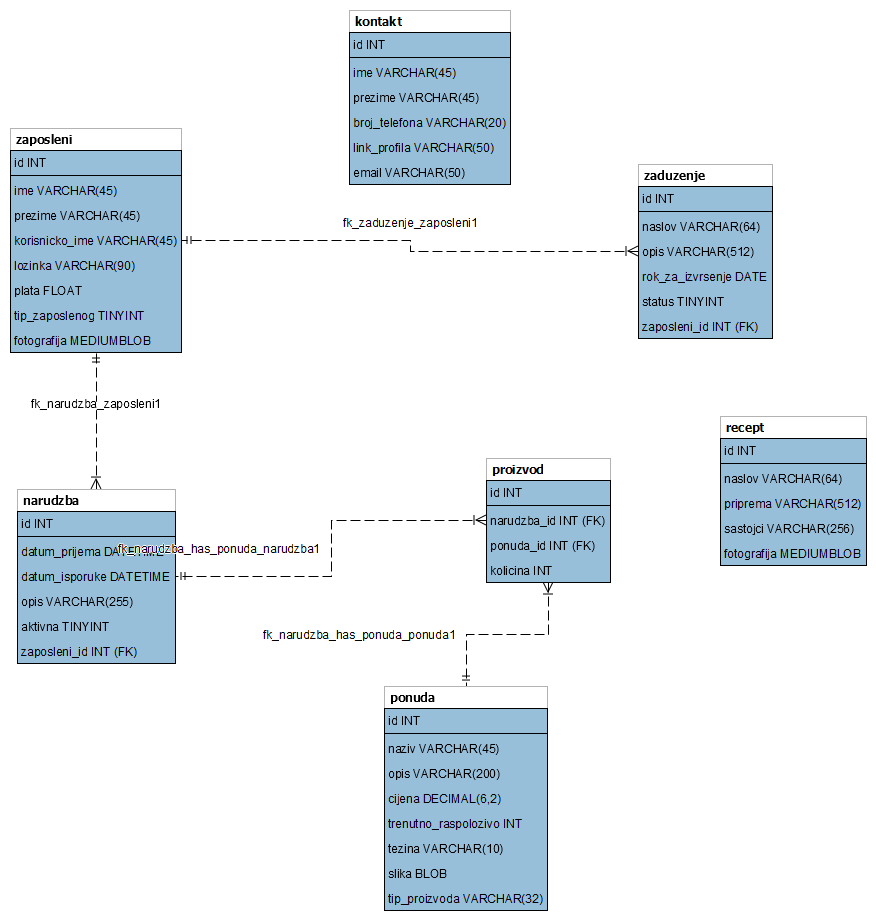 kontakt
id INT
ime VARCHAR(45)
prezime VARCHAR(45)
broj_telefona VARCHAR(20)
link_profila VARCHAR(50)
email VARCHAR(50)
zaposleni
id INT
ime VARCHAR(45)
prezime VARCHAR(45)
korisnicko_ime VARCHAR(45)
lozinka VARCHAR(90)
plata FLOAT
tip_zaposlenog TINYINT
fotografija MEDIUMBLOB
fk_zaduzenje_zaposleni1
zaduzenje
id INT
naslov VARCHAR(64)
opis VARCHAR(512)
rok_za_izvrsenje DATE
status TINYINT
zaposleni_id INT (FK)
fk_narudzba_zaposleni1
recept
id INT
naslov VARCHAR(64)
priprema VARCHAR(512)
sastojci VARCHAR(256)
fotografija MEDIUMBLOB
narudzba
id INT
datum_prijema DATETIME
datum_isporuke DATETIME
opis VARCHAR(255)
aktivna TINYINT
zaposleni_id INT (FK)
fk_narudzba_has_ponuda_narudzba1
proizvod
id INT
narudzba_id INT (FK)
ponuda_id INT (FK)
kolicina INT
fk_narudzba_has_ponuda_ponuda1
ponuda
id INT
naziv VARCHAR(45)
opis VARCHAR(200)
cijena DECIMAL(6,2)
trenutno_raspolozivo INT
tezina VARCHAR(10)
slika BLOB
tip_proizvoda VARCHAR(32)